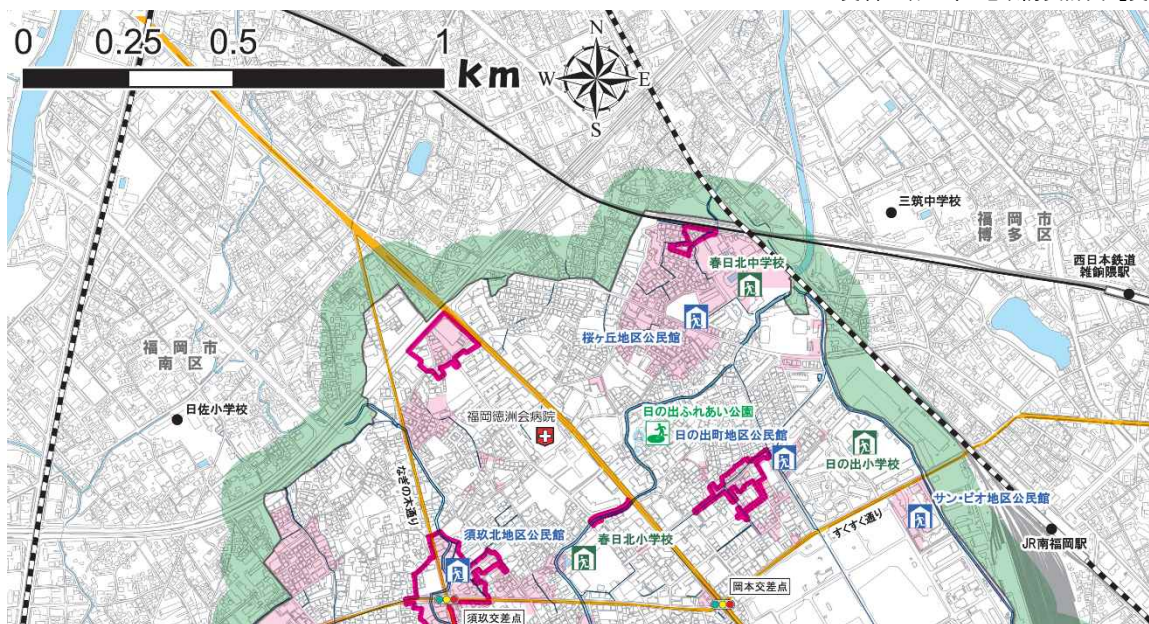 0 0.25 0.5 1
km
N
W E
S
三筑中学校
福岡市
博多区
西日本鉄道
雑餉隈駅
春日北中学校
桜ヶ丘地区公民館
福岡市
南区
日佐小学校
福岡徳洲会病院
日の出ふれあい公園
日の出町地区公民館
日の出小学校
なぎの木通り
サン・ビオ地区公民館
すぐすく通り
JR南福岡駅
須玖北地区公民館
春日北小学校
岡本交差点
須玖交差点